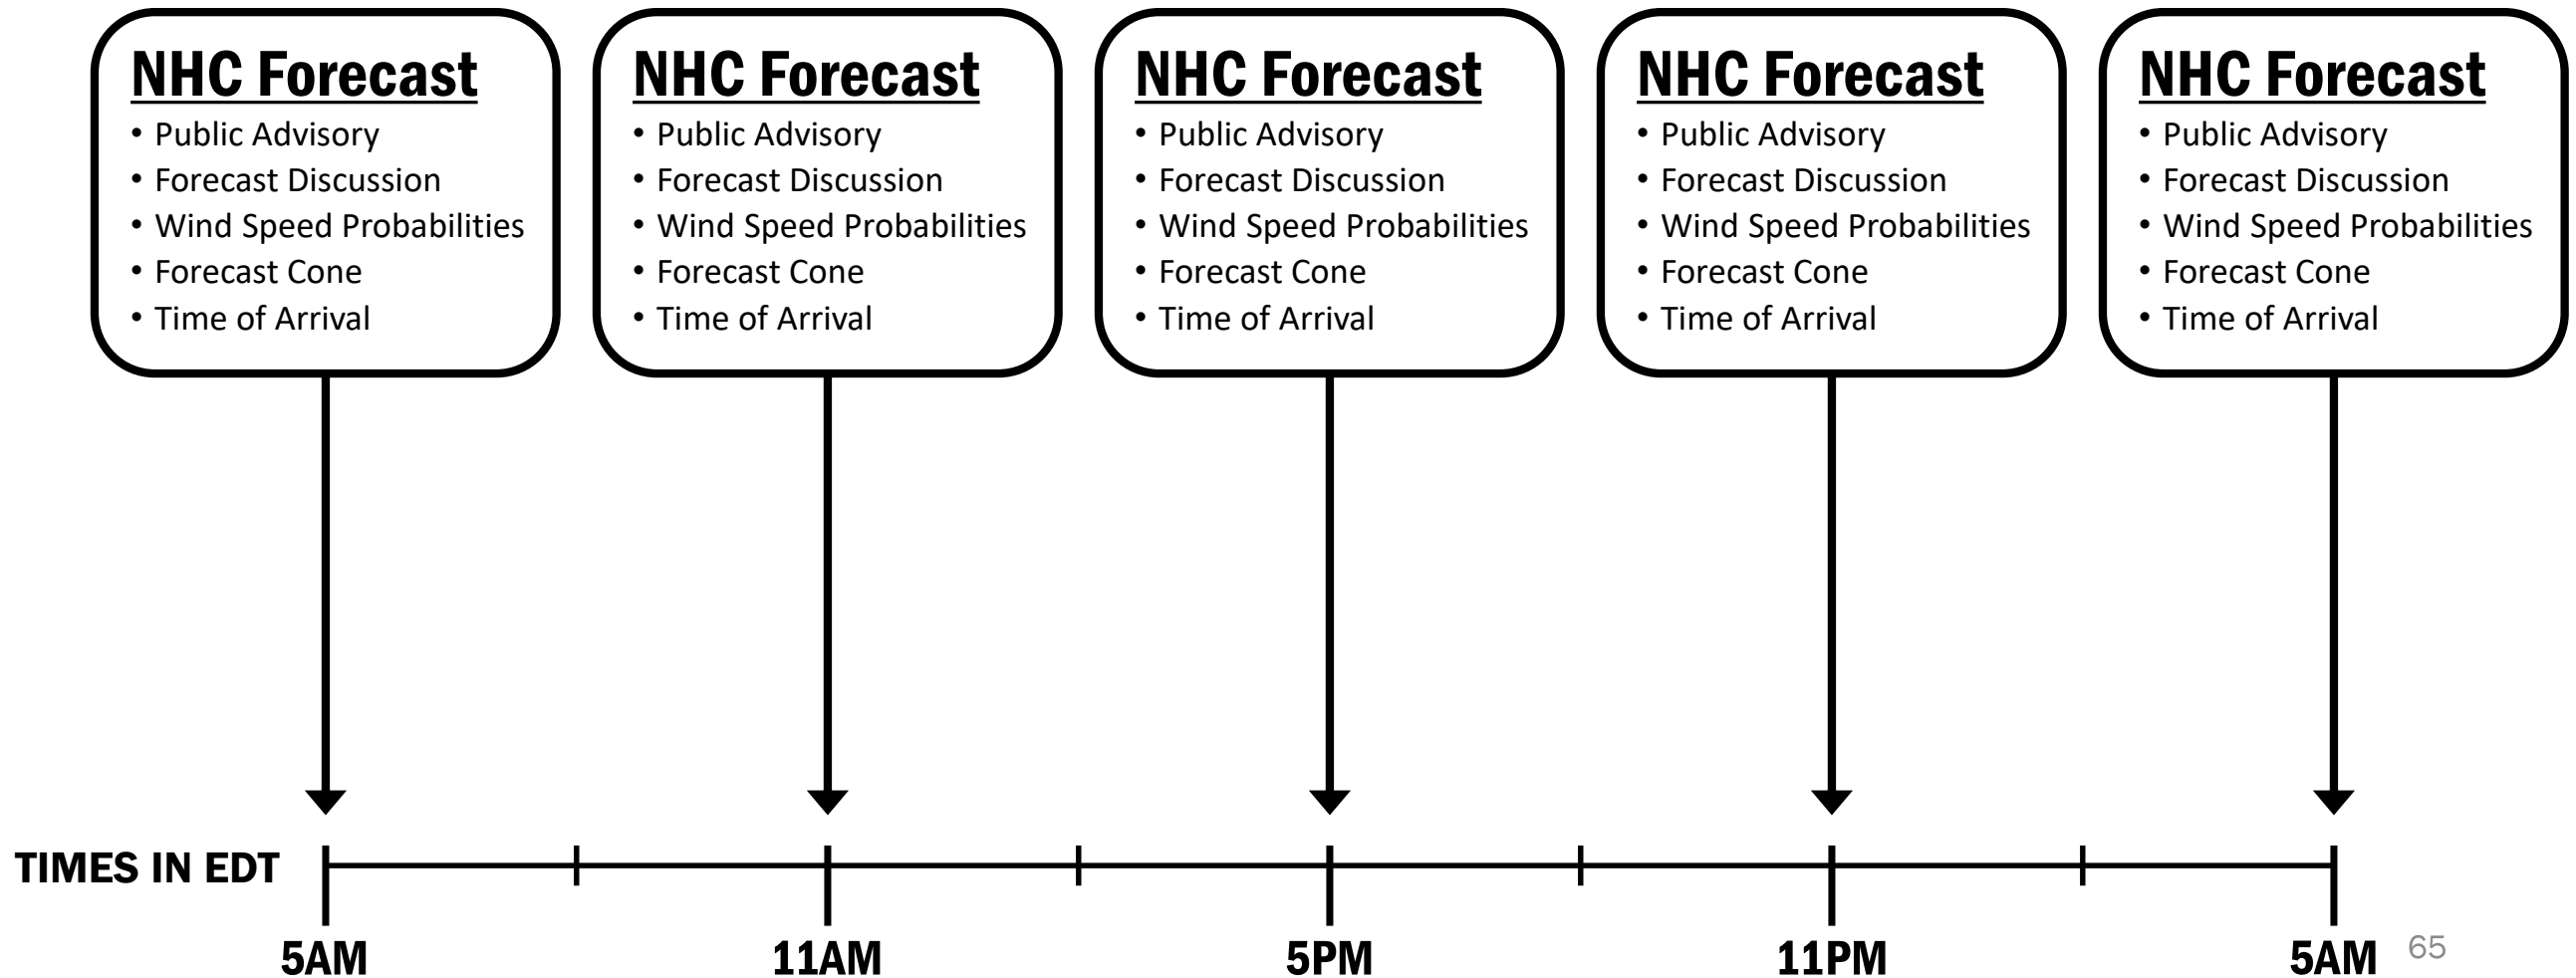 NHC Forecast
• Public Advisory
• Forecast Discussion
• Wind Speed Probabilities
• Forecast Cone
• Time of Arrival
NHC Forecast
• Public Advisory
• Forecast Discussion
• Wind Speed Probabilities
• Forecast Cone
• Time of Arrival
NHC Forecast
• Public Advisory
• Forecast Discussion
• Wind Speed Probabilities
• Forecast Cone
• Time of Arrival
NHC Forecast
• Public Advisory
• Forecast Discussion
• Wind Speed Probabilities
• Forecast Cone
• Time of Arrival
NHC Forecast
• Public Advisory
• Forecast Discussion
• Wind Speed Probabilities
• Forecast Cone
• Time of Arrival
TIMES IN EDT
5AM
11AM
5PM
11PM
5AM
65